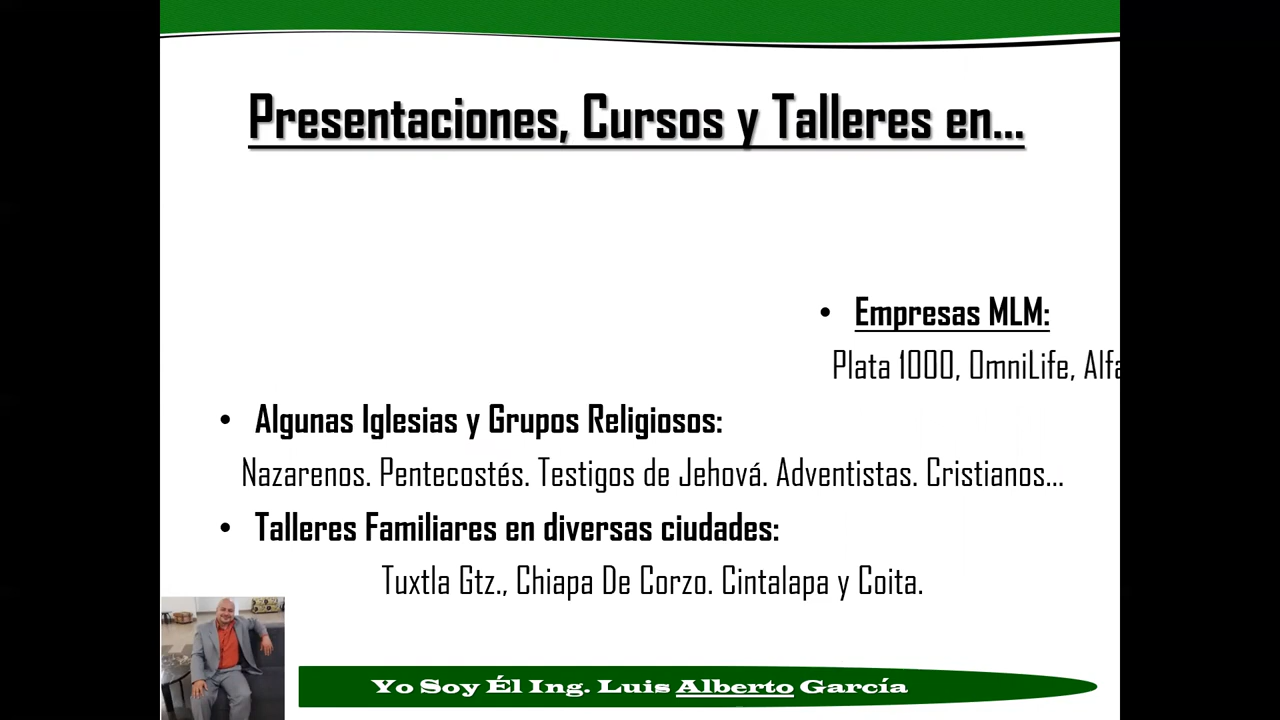 Presentaciones, Cursos y Talleres en...
• Empresas MLM:
Plata 1000, OmniLife,
• Algunas Iglesias y Grupos Religiosos:
Nazarenos. Pentecostés. Testigos de Jehová. Adventistas. Cristianos...
• Talleres Familiares en diversas ciudades:
Tuxtla Gtz., Chiapa De Corzo. Cintalapa y Coita.
Yo Soy Él Ing. Luis Alberto García